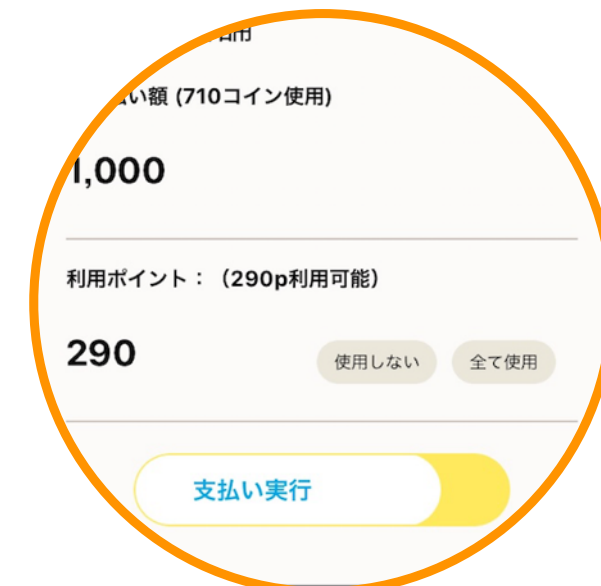 い額 (710コイン使用)
1,000
利用ポイント：（290p利用可能）
290
使用しない 全て使用
支払い実行